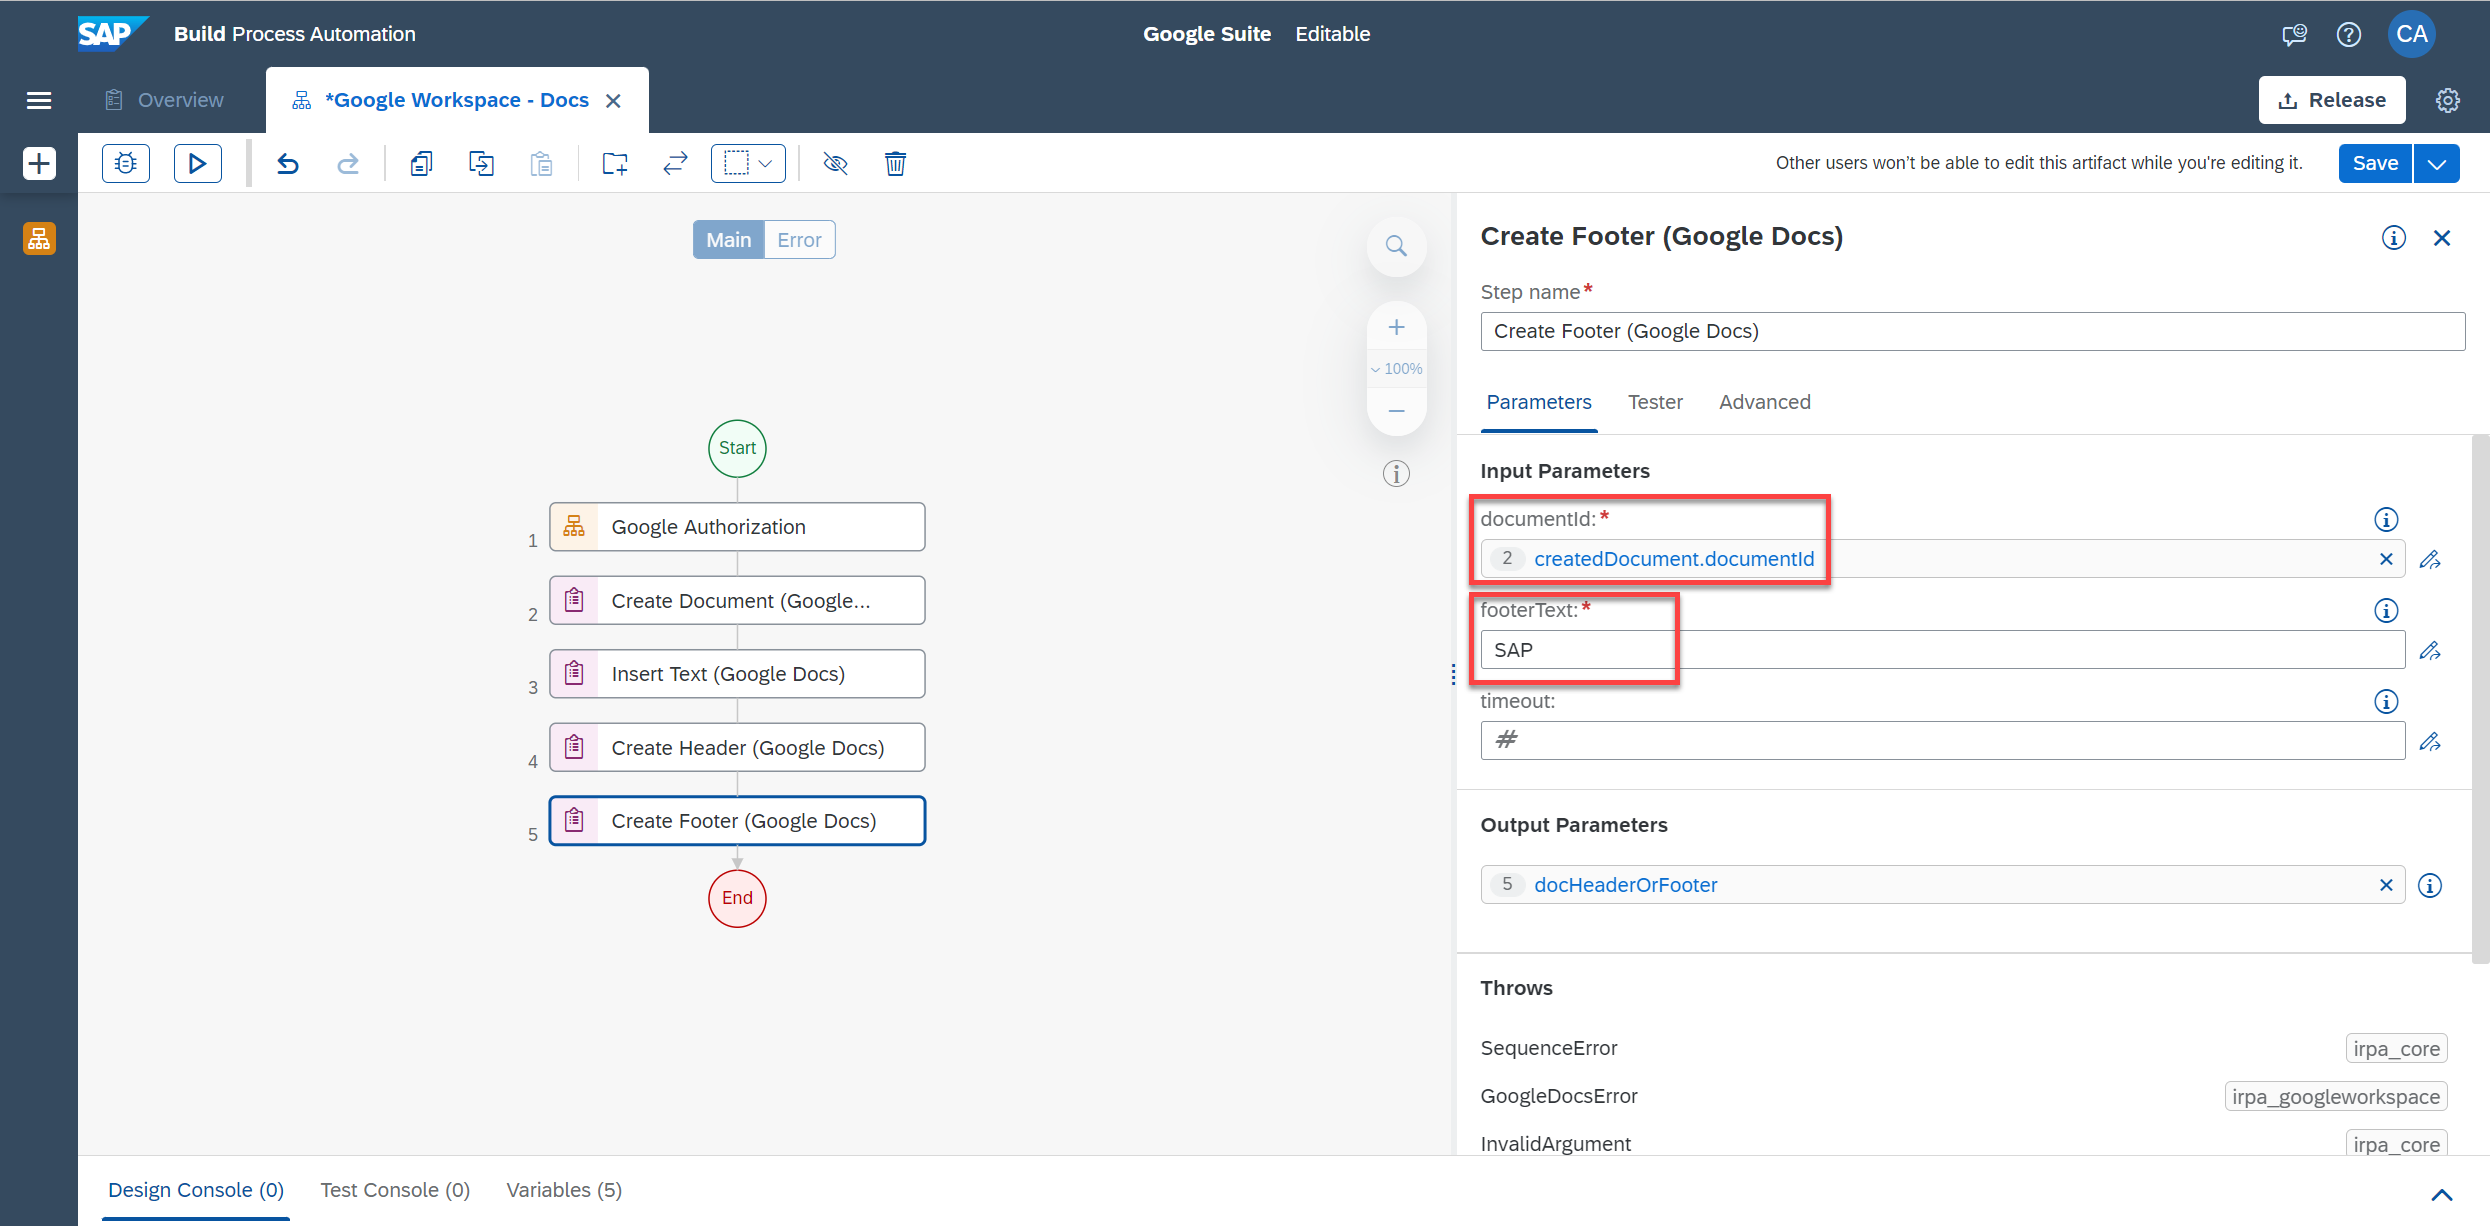 SAP
Build Process Automation
Google Suite Editable
CA
Overview
*Google Workspace - Docs
Release
Other users won't be able to edit this artifact while you're editing it.
Save
Main
Error
100%
Start
1
Google Authorization
2
Create Document (Google...
3
Insert Text (Google Docs)
4
Create Header (Google Docs)
5
Create Footer (Google Docs)
End
Create Footer (Google Docs)
Step name*
Create Footer (Google Docs)
Parameters
Tester
Advanced
Input Parameters
documentId:*
2 createdDocument.documentId
footerText:*
SAP
timeout:
#
Output Parameters
5 docHeaderOrFooter
Throws
SequenceError irpa_core
GoogleDocsError irpa_googleworkspace
InvalidArgument irpa_core
Design Console (0)
Test Console (0)
Variables (5)